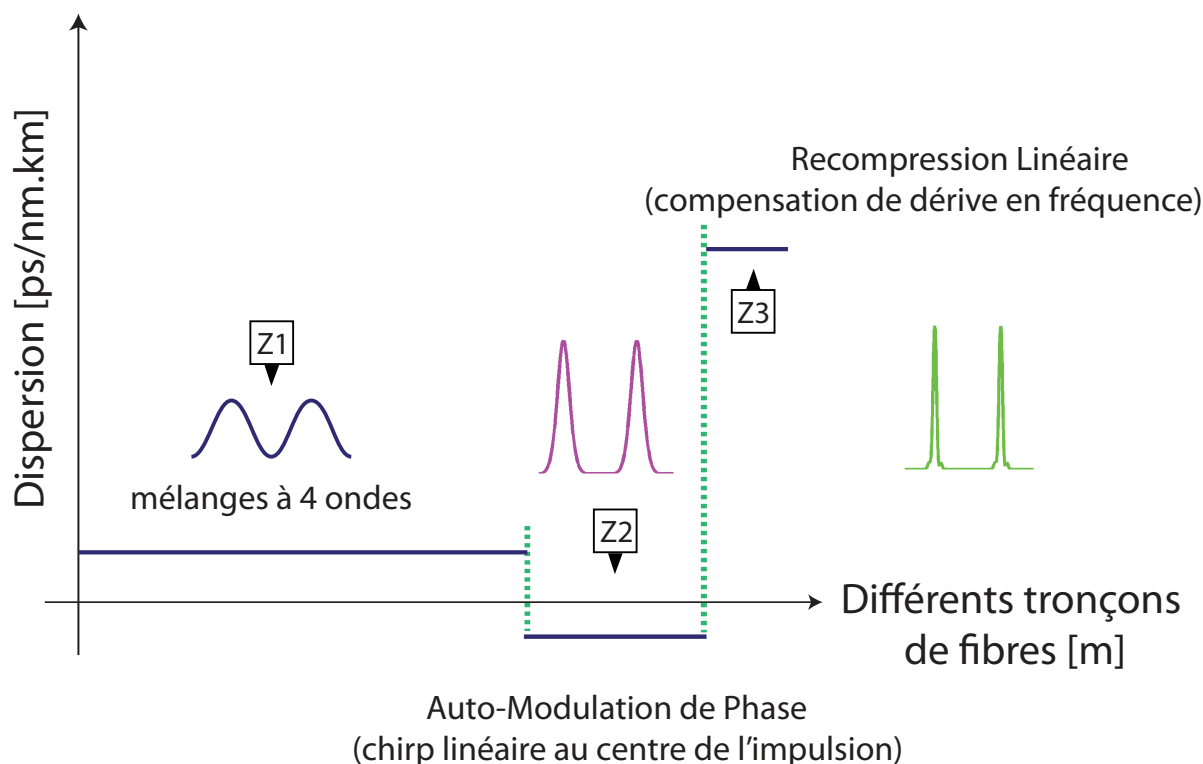 Dispersion [ps/nm.km]
Recompression Linéaire
(compensation de dérive en fréquence)
Z3
Z1
mélanges à 4 ondes
Z2
Différents tronçons
de fibres [m]
Auto-Modulation de Phase
(chirp linéaire au centre de l’impulsion)